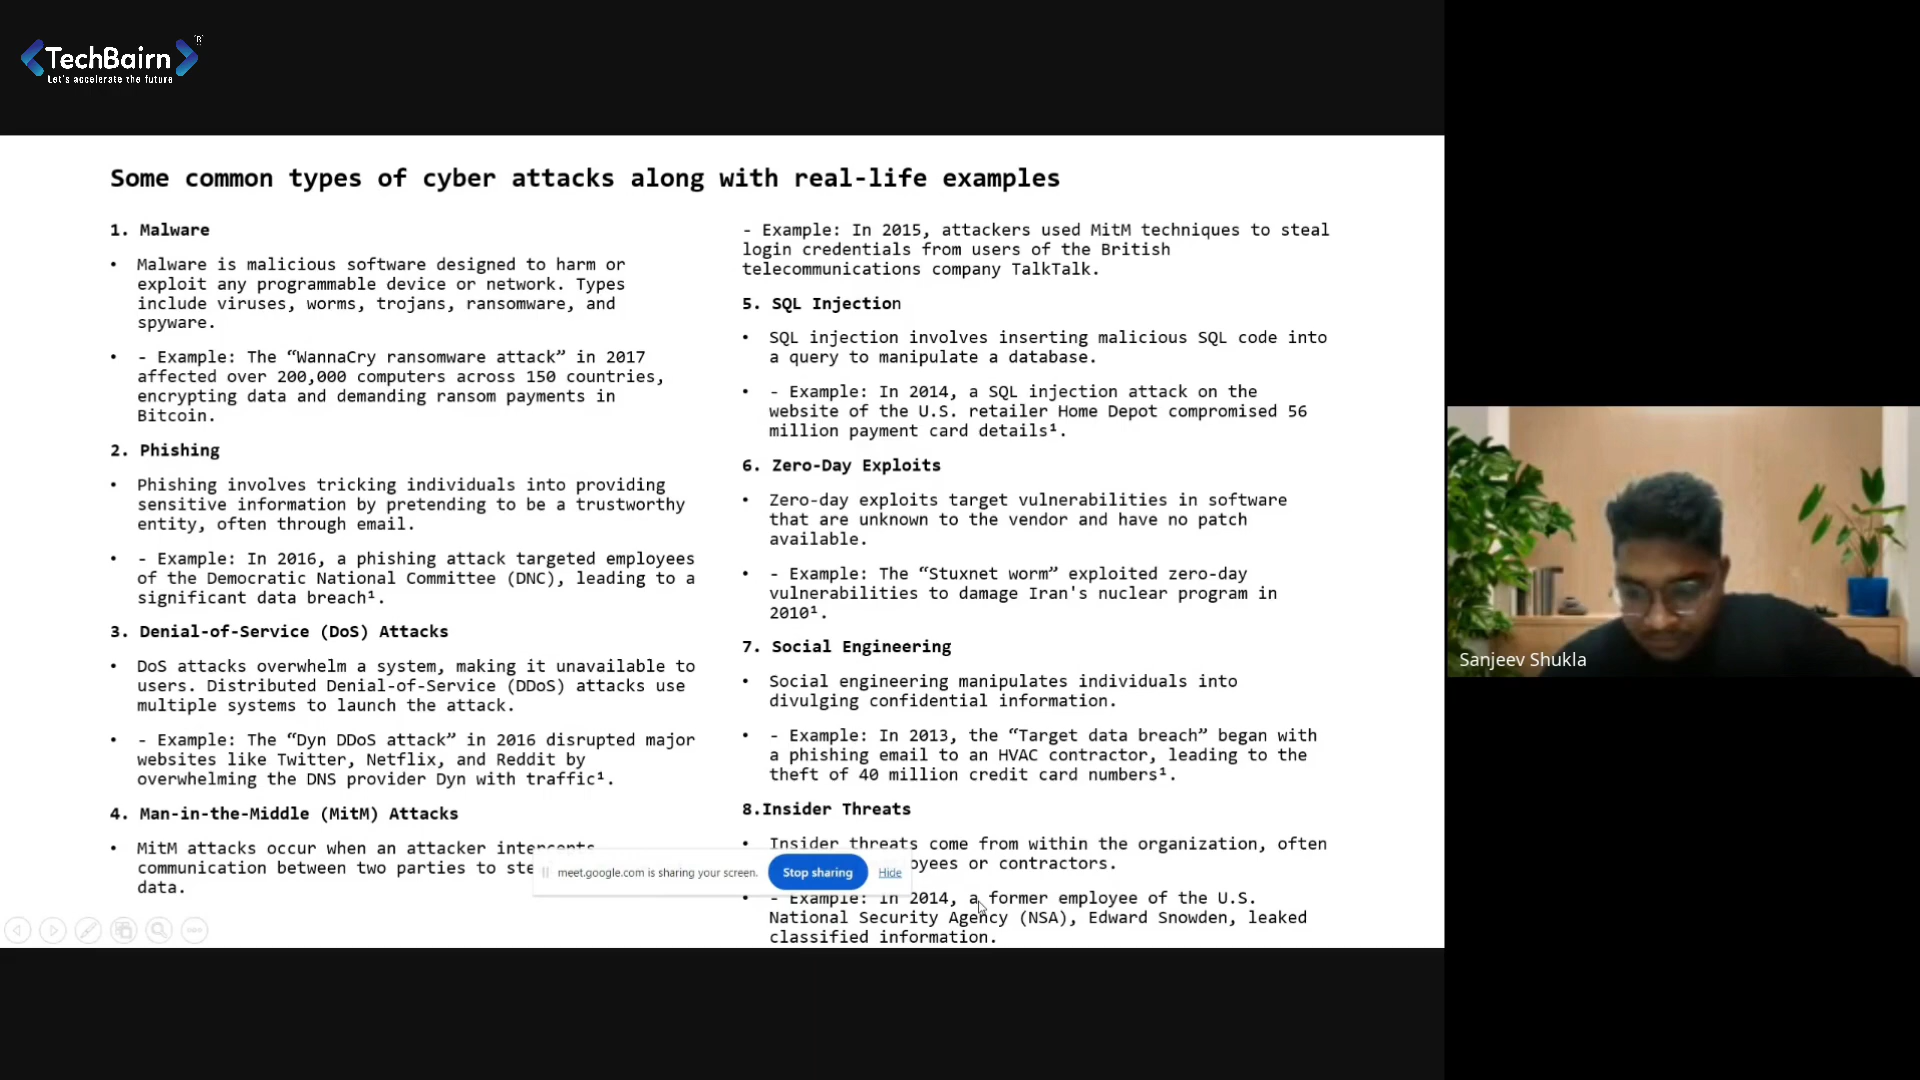 TechBairn
Let's accelerate the future
Some common types of cyber attacks along with real-life examples
1. Malware
• Malware is malicious software designed to harm or
exploit any programmable device or network. Types
include viruses, worms, trojans, ransomware, and
spyware.
• - Example: The “WannaCry ransomware attack” in 2017
affected over 200,000 computers across 150 countries,
encrypting data and demanding ransom payments in
Bitcoin.
2. Phishing
• Phishing involves tricking individuals into providing
sensitive information by pretending to be a trustworthy
entity, often through email.
• - Example: In 2016, a phishing attack targeted employees
of the Democratic National Committee (DNC), leading to a
significant data breach¹.
3. Denial-of-Service (DoS) Attacks
• DoS attacks overwhelm a system, making it unavailable to
users. Distributed Denial-of-Service (DDoS) attacks use
multiple systems to launch the attack.
• - Example: The “Dyn DDoS attack” in 2016 disrupted major
websites like Twitter, Netflix, and Reddit by
overwhelming the DNS provider Dyn with traffic¹.
4. Man-in-the-Middle (MitM) Attacks
• MitM attacks occur when an attacker intercepts
communication between two parties to
data.
- Example: In 2015, attackers used MitM techniques to steal
login credentials from users of the British
telecommunications company TalkTalk.
5. SQL Injection
• SQL injection involves inserting malicious SQL code into
a query to manipulate a database.
• - Example: In 2014, a SQL injection attack on the
website of the U.S. retailer Home Depot compromised 56
million payment card details¹.
6. Zero-Day Exploits
• Zero-day exploits target vulnerabilities in software
that are unknown to the vendor and have no patch
available.
• - Example: The “Stuxnet worm” exploited zero-day
vulnerabilities to damage Iran's nuclear program in
2010¹.
7. Social Engineering
• Social engineering manipulates individuals into
divulging confidential information.
• - Example: In 2013, the “Target data breach” began with
a phishing email to an HVAC contractor, leading to the
theft of 40 million credit card numbers¹.
8.Insider Threats
• Insider threats come from within the organization, often
or contractors.
• - Example: In 2014, a former employee of the U.S.
National Security Agency (NSA), Edward Snowden, leaked
classified information.
meet.google.com is sharing your screen.
Stop sharing
Hide
Sanjeev Shukla